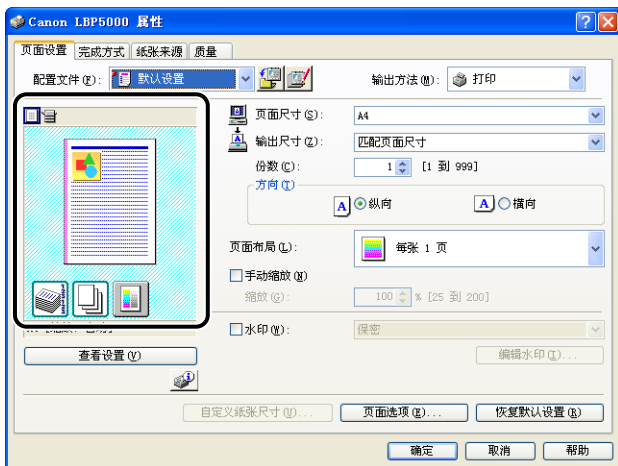 Canon LBP5000 属性
页面设置 完成方式 纸张来源 质量
配置文件(F): 默认设置 输出方法(M): 打印
页面尺寸(S): A4
输出尺寸(Z): 匹配页面尺寸
份数(C): 1 [1 到 999]
方向(I)
A 纵向 A 横向
页面布局(L): 每张 1 页
手动缩放(N)
缩放(G): 100 % [25 到 200]
水印(W): 保密
查看设置(V) 编辑水印(I)...
自定义纸张尺寸(U)... 页面选项(E)... 恢复默认设置(R)
确定 取消 帮助